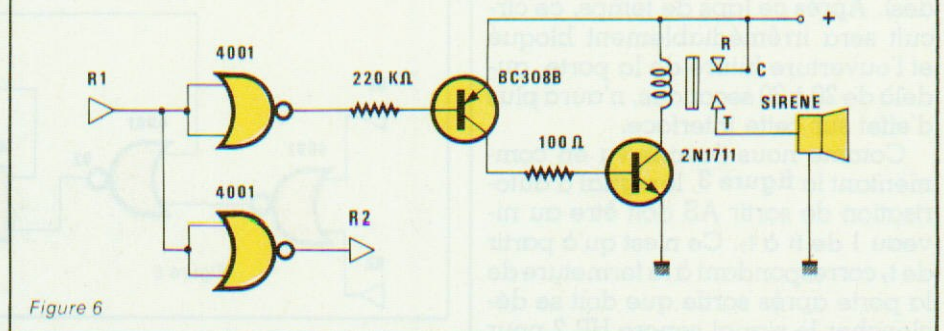 4001
R1
220 KΩ
BC308B
R
+
C
T
SIRENE
100 Ω
2N1711
4001
R2
Figure 6